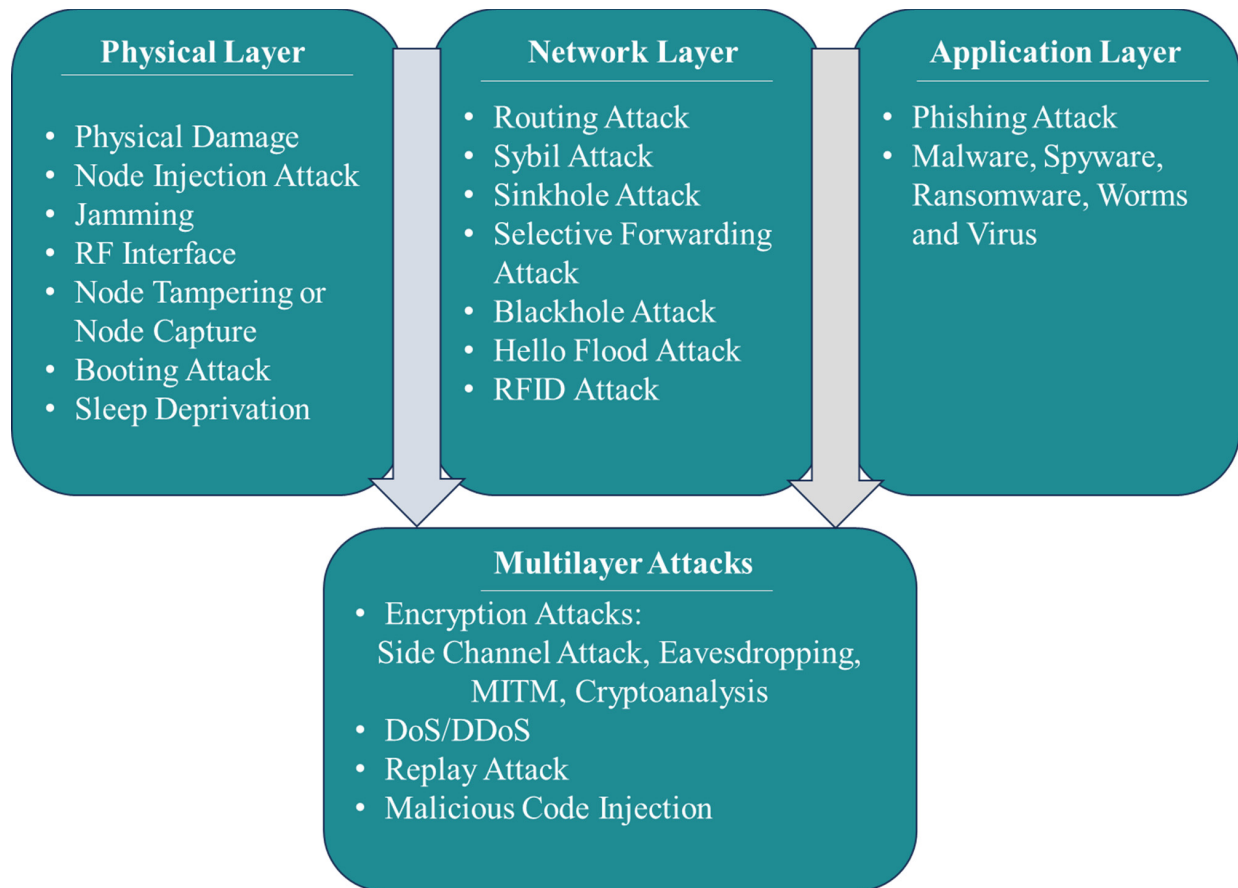 Physical Layer
• Physical Damage
• Node Injection Attack
• Jamming
• RF Interface
• Node Tampering or
Node Capture
• Booting Attack
• Sleep Deprivation
Network Layer
• Routing Attack
• Sybil Attack
• Sinkhole Attack
• Selective Forwarding
Attack
• Blackhole Attack
• Hello Flood Attack
• RFID Attack
Application Layer
• Phishing Attack
• Malware, Spyware,
Ransomware, Worms
and Virus
Multilayer Attacks
• Encryption Attacks:
Side Channel Attack, Eavesdropping,
MITM, Cryptoanalysis
• DoS/DDoS
• Replay Attack
• Malicious Code Injection